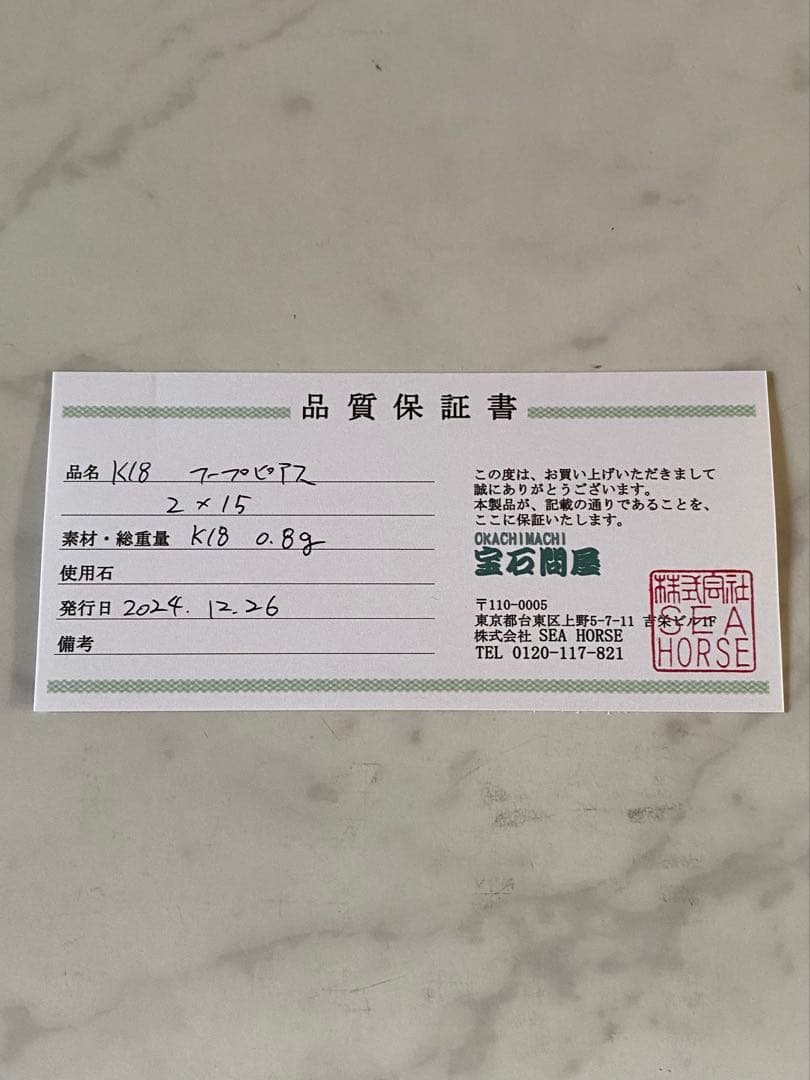 品質保証書
品名 K18 フープピアス
2×15
素材・総重量 K18 0.8g
使用石
発行日 2024.12.26
備考
この度は、お買い上げいただきまして
誠にありがとうございます。
本製品が、記載の通りであることを、
ここに保証いたします。
OKACHIMACHI
宝石問屋
〒110-0005
東京都台東区上野5-7-11 吉栄ビル1F
株式会社 SEA HORSE
TEL 0120-117-821
株式会社
SEA
HORSE